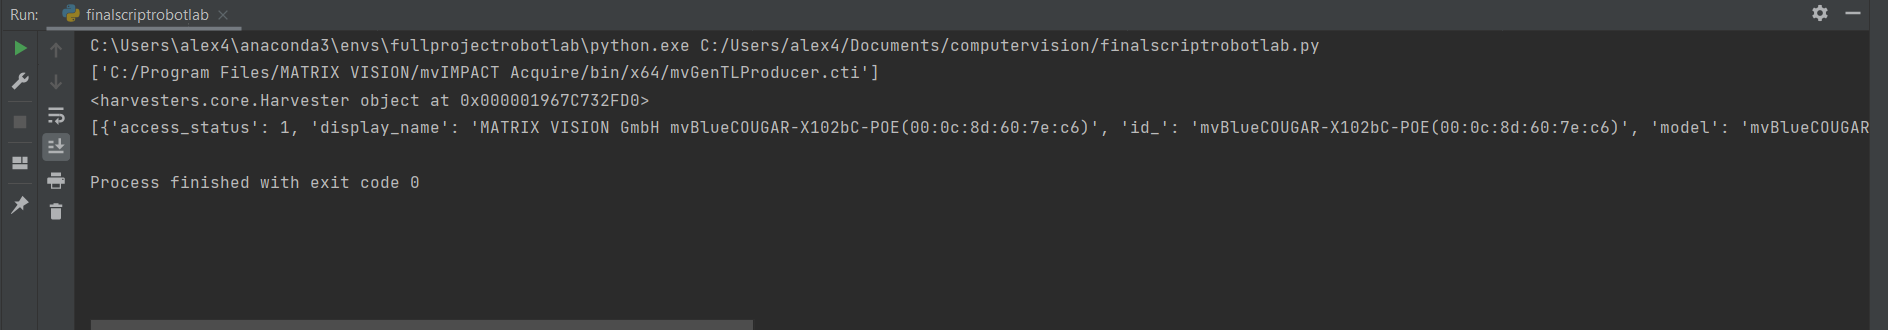 Run: finalscriptrobotlab
C:\Users\alex4\anaconda3\envs\fullprojectrobotlab\python.exe C:/Users/alex4/Documents/computervision/finalscriptrobotlab.py
['C:/Program Files/MATRIX VISION/mvIMPACT Acquire/bin/x64/mvGenTLProducer.cti']
<harvesters.core.Harvester object at 0x000001967C732FD0>
[{'access_status': 1, 'display_name': 'MATRIX VISION GmbH mvBlueCOUGAR-X102bC-POE(00:0c:8d:60:7e:c6)', 'id_': 'mvBlueCOUGAR-X102bC-POE(00:0c:8d:60:7e:c6)', 'model': 'mvBlueCOUGAR
Process finished with exit code 0